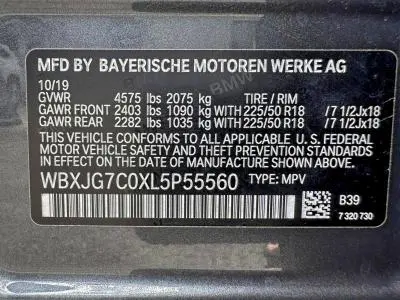 MFD BY BAYERISCHE MOTOREN WERKE AG
10/19
GVWR 4575 lbs 2075 kg TIRE / RIM
GAWR FRONT 2403 lbs 1090 kg WITH 225/50 R18 /7 1/2Jx18
GAWR REAR 2282 lbs 1035 kg WITH 225/50 R18 /7 1/2Jx18
THIS VEHICLE CONFORMS TO ALL APPLICABLE U.S. FEDERAL
MOTOR VEHICLE SAFETY AND THEFT PREVENTION STANDARDS
IN EFFECT ON THE DATE OF MANUFACTURE SHOWN ABOVE.
WBXJG7C0XL5P55560 TYPE: MPV
B39
7 320 730